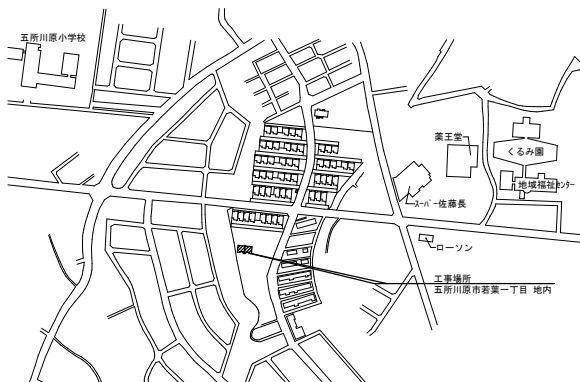 五所川原小学校
薬王堂
くるみ園
地域福祉センター
スーパー佐藤長
ローソン
工事場所
五所川原市若葉一丁目 地内